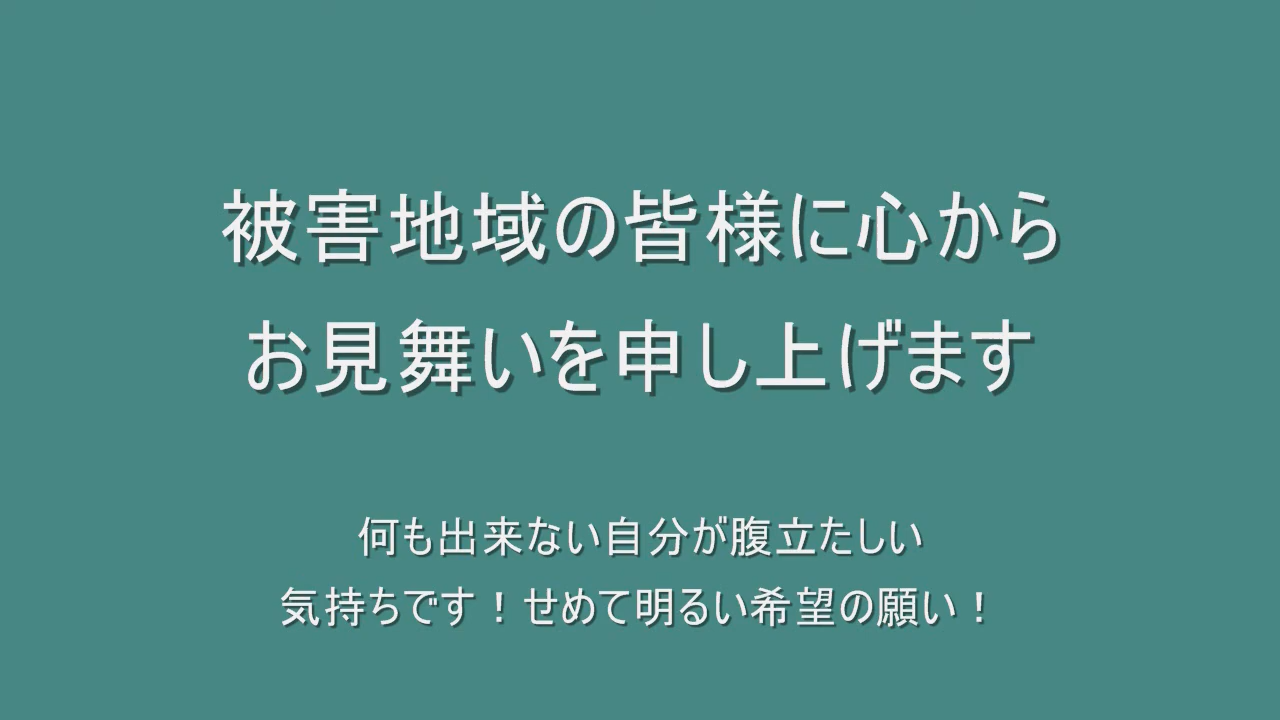 被害地域の皆様に心から
お見舞いを申し上げます
何も出来ない自分が腹立たしい
気持ちです！せめて明るい希望の願い！